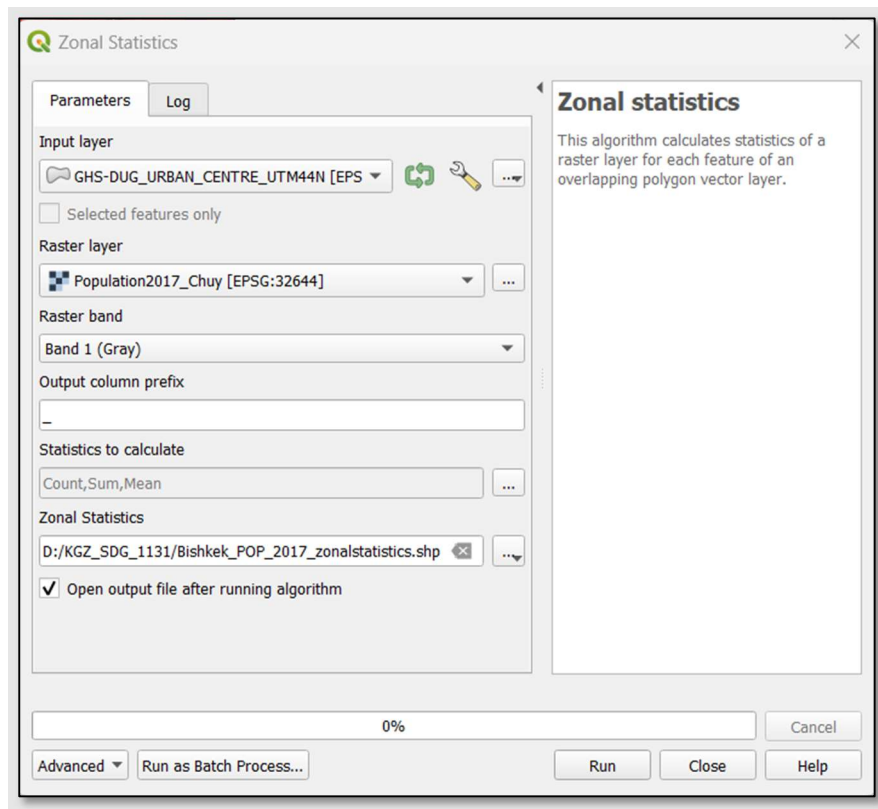 Zonal Statistics
Parameters
Log
Input layer
GHS-DUG_URBAN_CENTRE_UTM44N [EPS
...
Selected features only
Raster layer
Population2017_Chuy [EPSG:32644]
...
Raster band
Band 1 (Gray)
Output column prefix
_
Statistics to calculate
Count,Sum,Mean
...
Zonal Statistics
D:/KGZ_SDG_1131/Bishkek_POP_2017_zonalstatistics.shp
...
Open output file after running algorithm
Zonal statistics
This algorithm calculates statistics of a
raster layer for each feature of an
overlapping polygon vector layer.
0%
Cancel
Advanced
Run as Batch Process...
Run
Close
Help